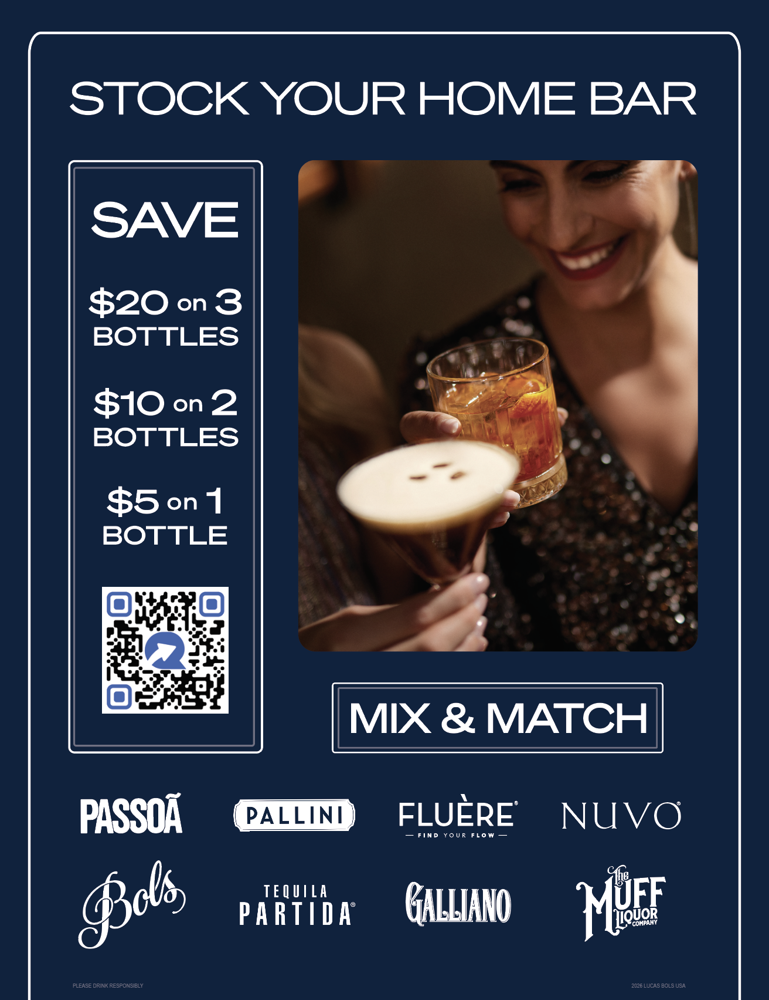 STOCK YOUR HOME BAR
SAVE
$20 on 3
BOTTLES
$10 on 2
BOTTLES
$5 on 1
BOTTLE
MIX & MATCH
PASSOÃ
PALLINI
FLUÈRE®
— FIND YOUR FLOW —
NUVO®
Bols
TEQUILA
PARTIDA®
GALLIANO
The
MUFF
LIQUOR
COMPANY
PLEASE DRINK RESPONSIBLY
2026 LUCAS BOLS USA